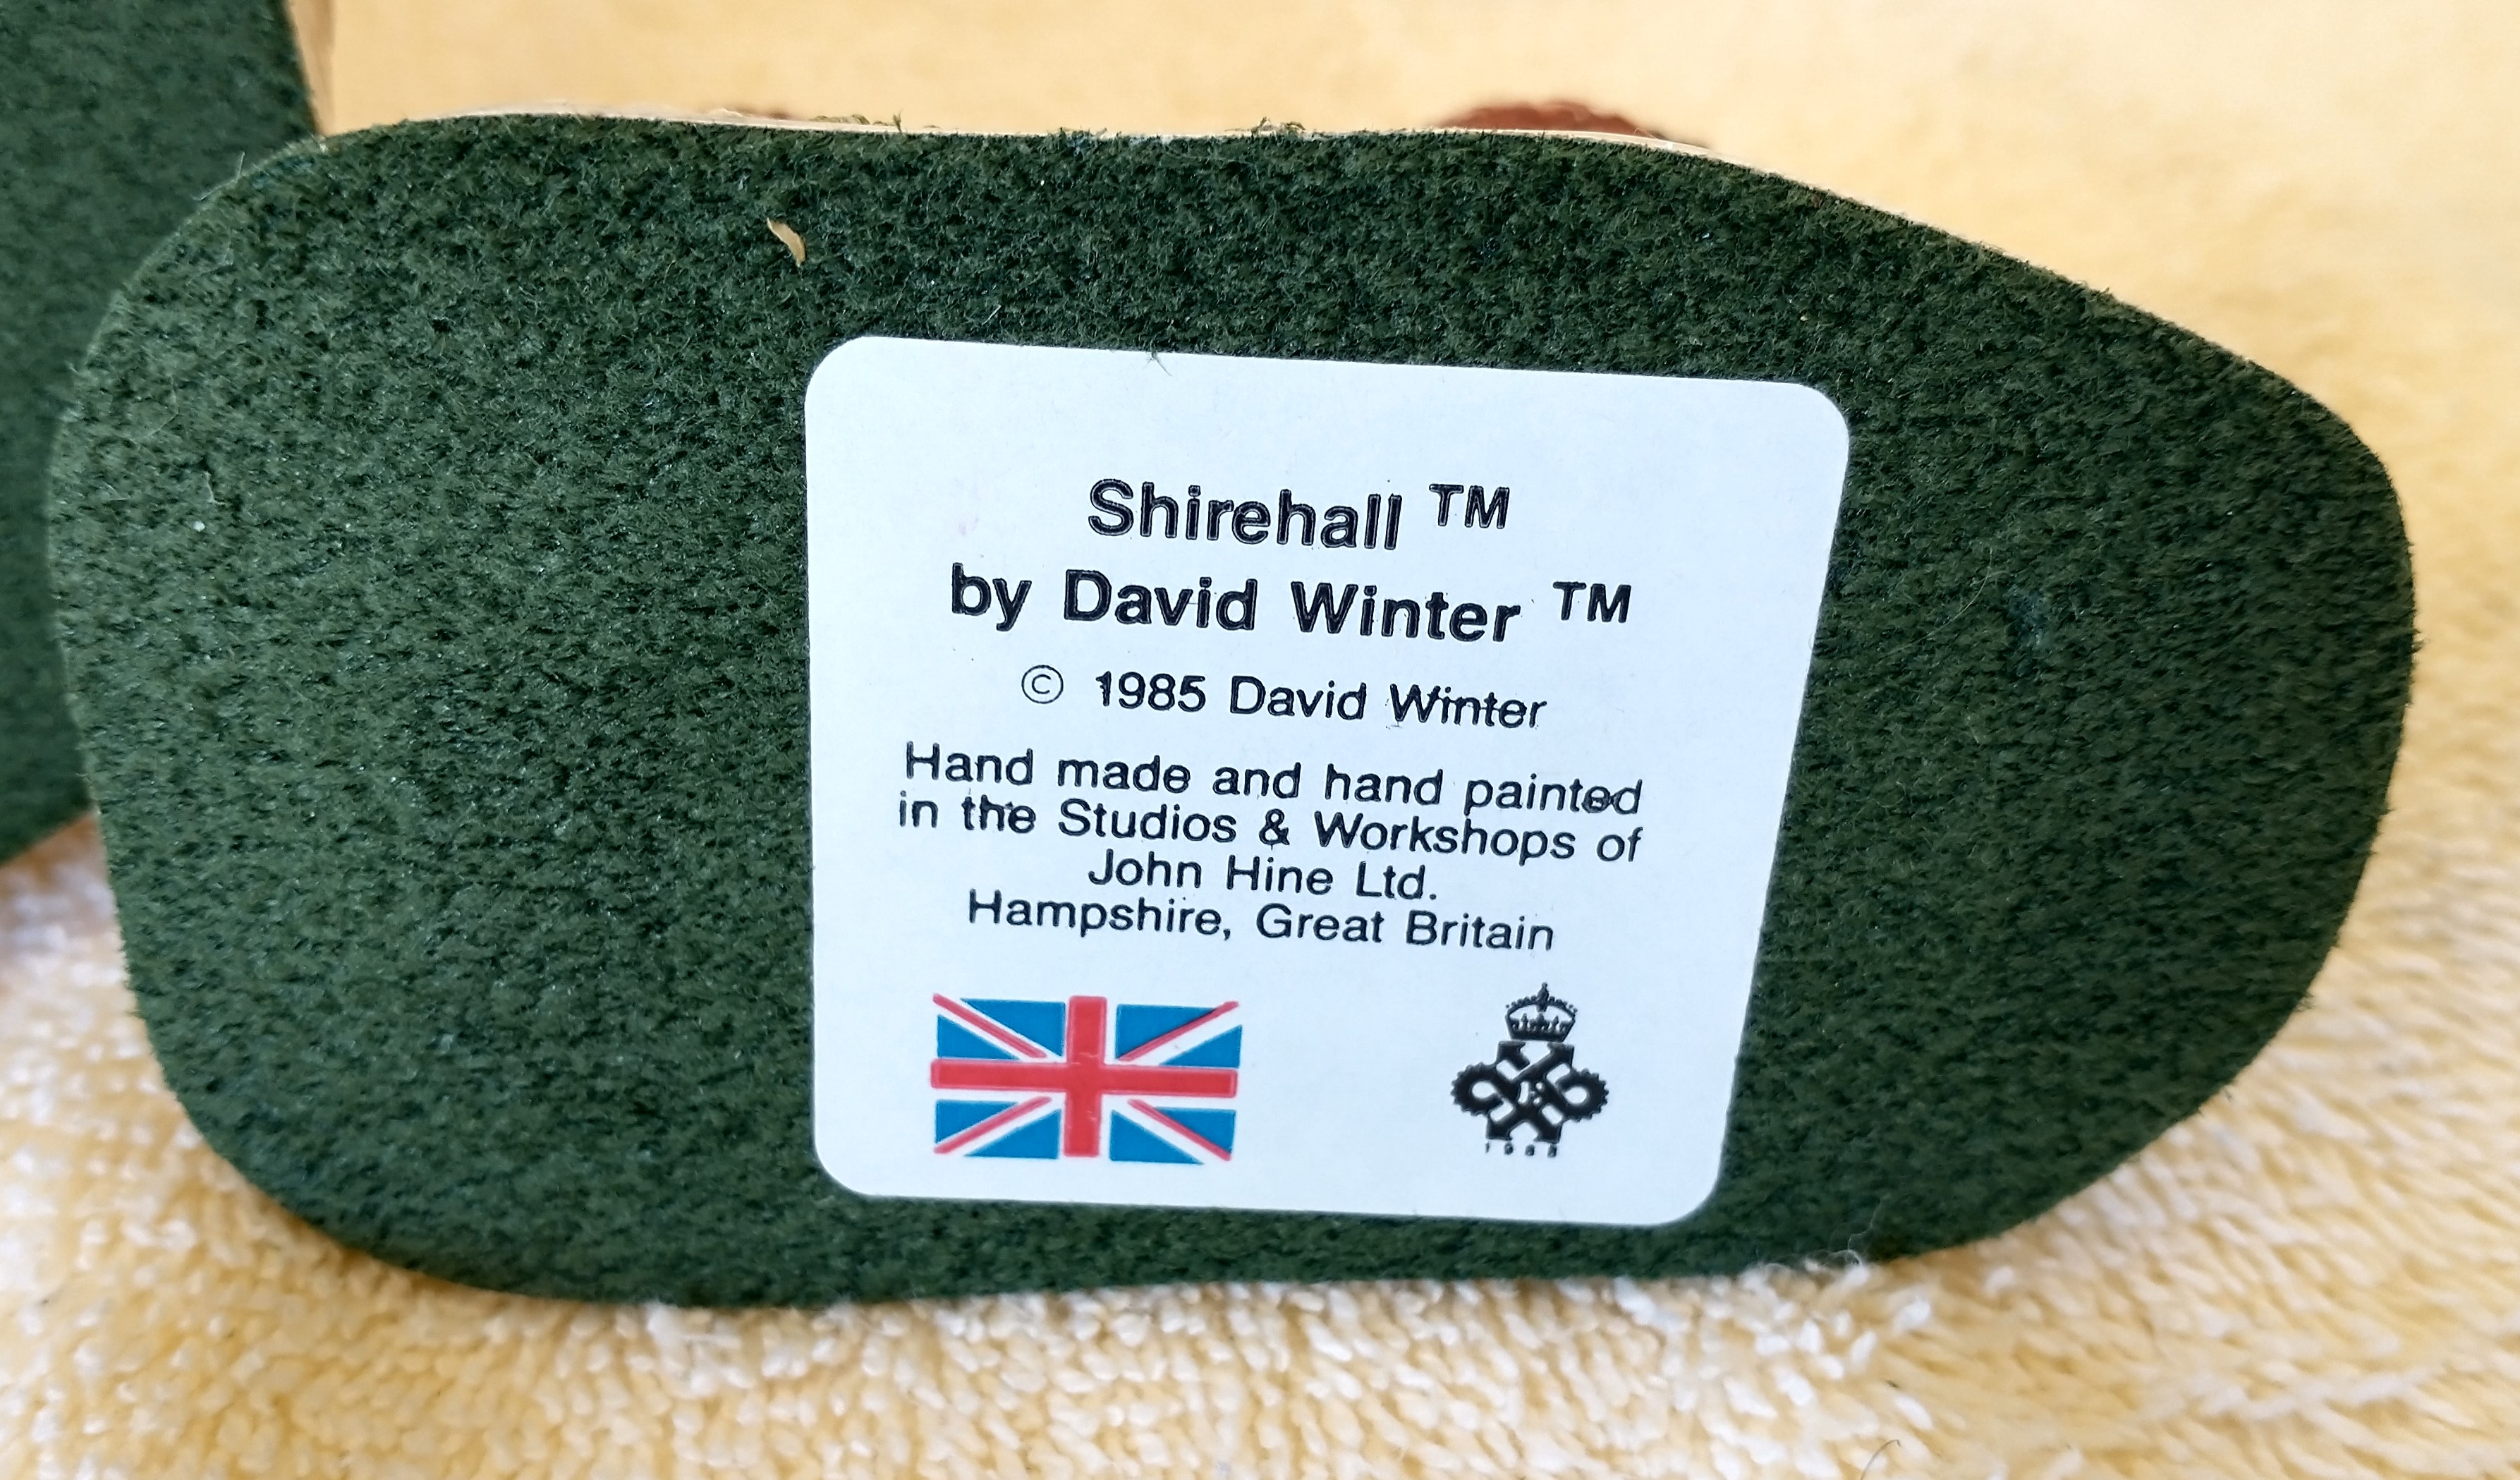 Shirehall ™
by David Winter ™
© 1985 David Winter
Hand made and hand painted
in the Studios & Workshops of
John Hine Ltd.
Hampshire, Great Britain